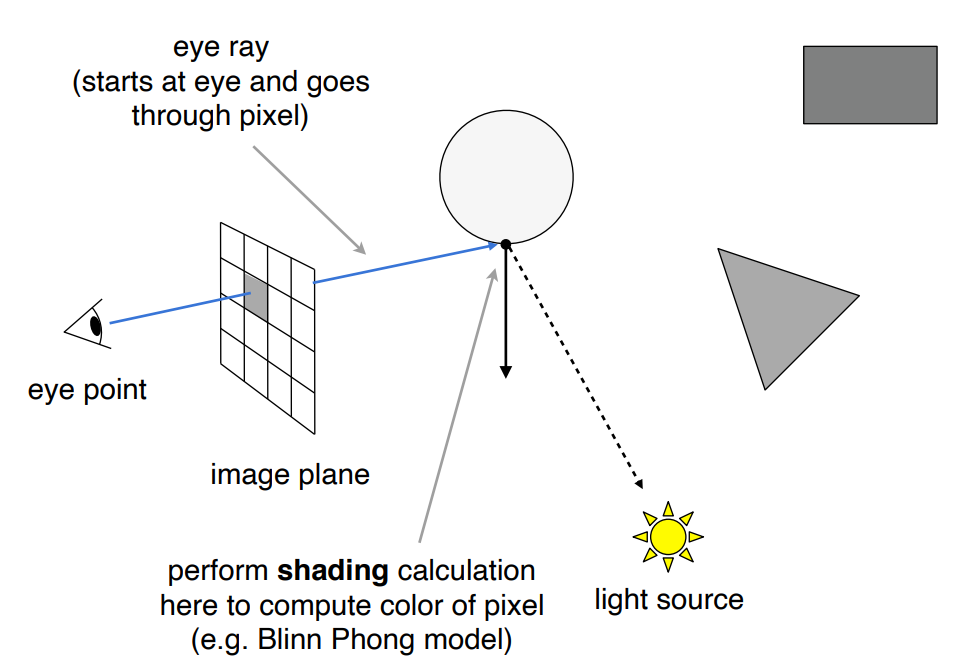 eye ray
(starts at eye and goes
through pixel)
eye point
image plane
perform shading calculation
here to compute color of pixel
(e.g. Blinn Phong model)
light source